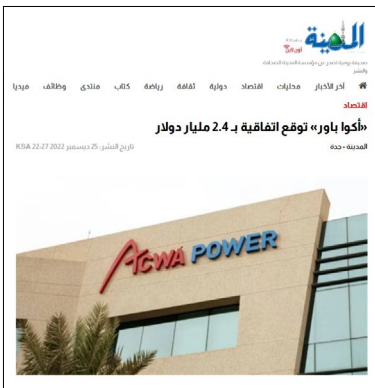 المدينة
صحيفة يومية تصدر عن مؤسسة المدينة للصحافة
والنشر
آخر الأخبار محليات اقتصاد دولية ثقافة رياضة كتاب منتدى وظائف ميديا
اقتصاد
«أكوا باور» توقع اتفاقية بـ 2.4 مليار دولار
المدينة - جدة
تاريخ النشر: 25 ديسمبر 2022 22:27 KSA
ACWA POWER